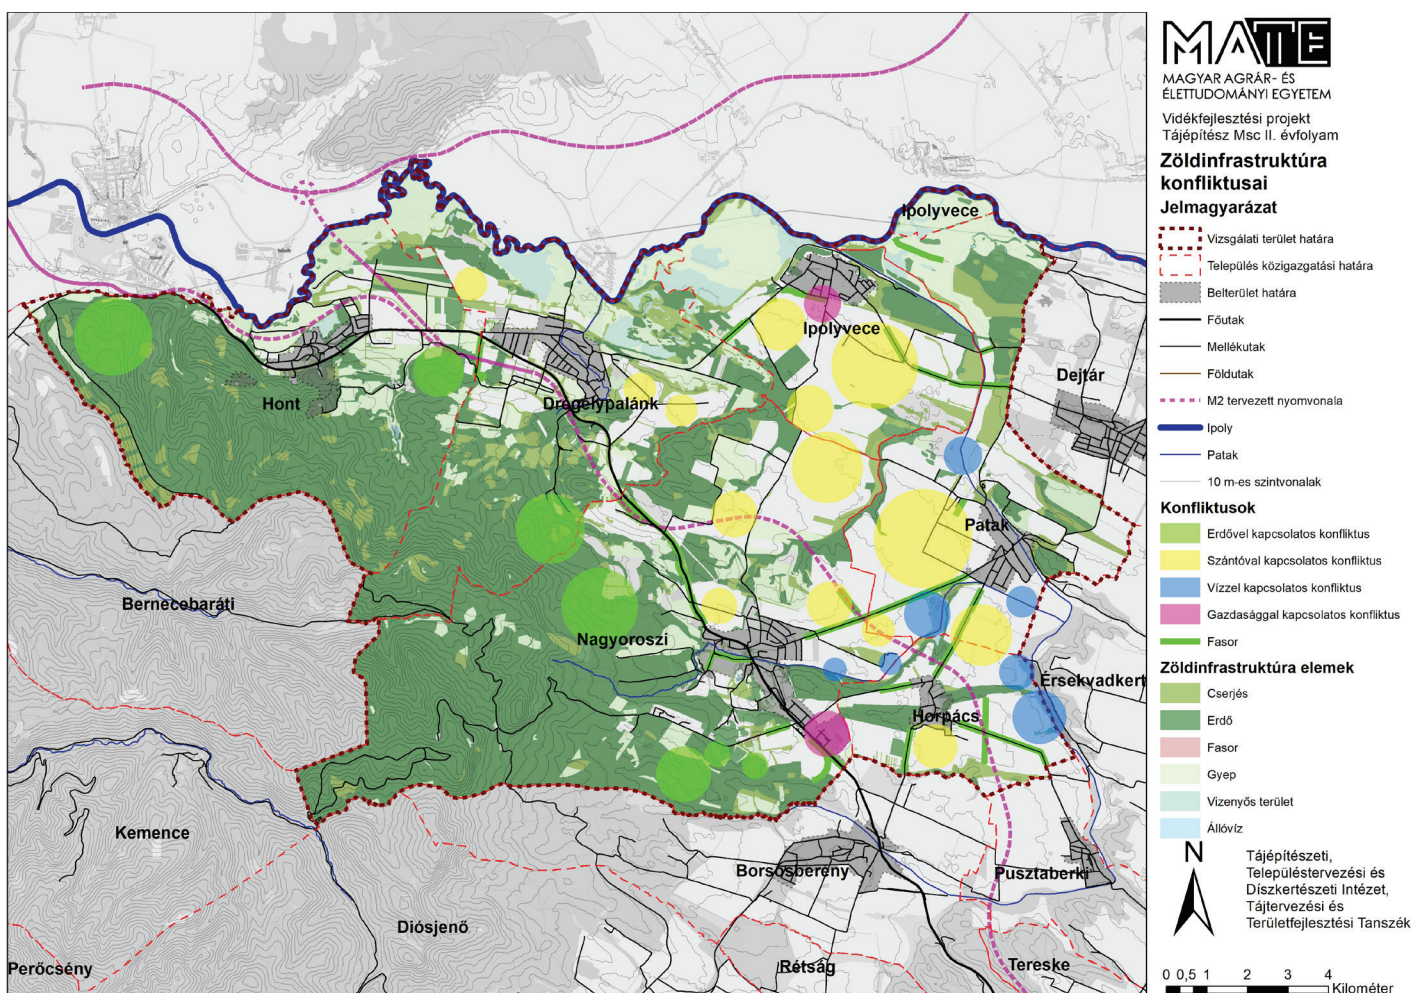 MATE
MAGYAR AGRÁR- ÉS
ÉLETTUDOMÁNYI EGYETEM
Vidékfejlesztési projekt
Tájépítész Msc II. évfolyam
Zöldinfrastruktúra
konfliktusai
Jelmagyarázat
Vizsgálati terület határa
Település közigazgatási határa
Belterület határa
Főutak
Mellékutak
Földutak
M2 tervezett nyomvonala
Ipoly
Patak
10 m-es szintvonalak
Konfliktusok
Erdővel kapcsolatos konfliktus
Szántóval kapcsolatos konfliktus
Vízzel kapcsolatos konfliktus
Gazdasággal kapcsolatos konfliktus
Fasor
Zöldinfrastruktúra elemek
Cserjés
Erdő
Fasor
Gyep
Vizenyős terület
Állóvíz
N
Tájépítészeti,
Településtervezési és
Díszkertészeti Intézet,
Tájtervezési és
Területfejlesztési Tanszék
0 0,5 1 2 3 4
Kilométer
Ipolyvece
Ipolyvece
Dejtár
Hont
Drégelypalánk
Patak
Bernecebaráti
Nagyoroszi
Érsekvadkert
Horpács
Kemence
Borsosberény
Pusztaberki
Diósjenő
Perőcsény
Rétság
Tereske